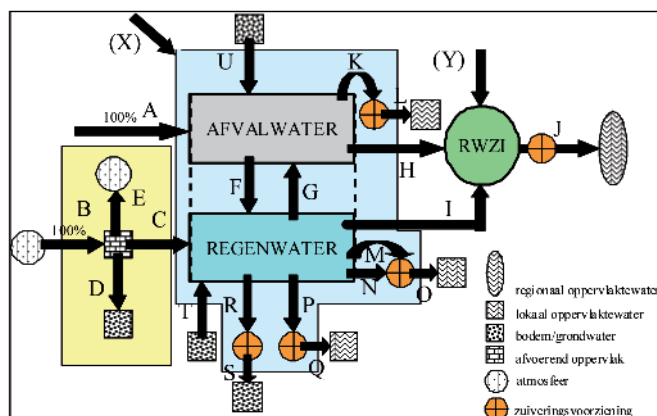 (X)
U
K
(Y)
L
100% A
AFVALWATER
RWZI
J
H
F
G
B
E
C
I
100%
REGENWATER
M
N
O
D
T
R
P
S
Q
regionaal oppervlaktewater
lokaal oppervlaktewater
bodem/grondwater
afvoerend oppervlak
atmosfeer
zuiveringsvoorziening